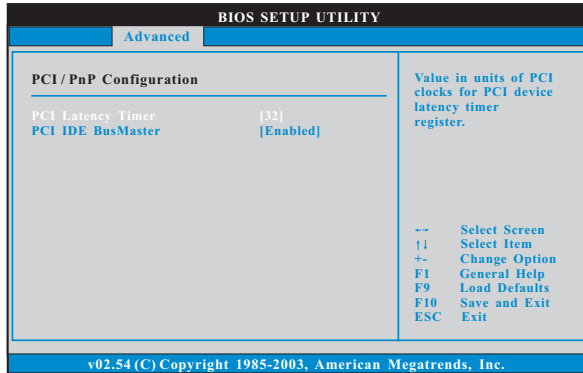 BIOS SETUP UTILITY
Advanced
PCI / PnP Configuration
PCI Latency Timer [32]
PCI IDE BusMaster [Enabled]
Value in units of PCI
clocks for PCI device
latency timer
register.
←→ Select Screen
↑↓ Select Item
+- Change Option
F1 General Help
F9 Load Defaults
F10 Save and Exit
ESC Exit
v02.54 (C) Copyright 1985-2003, American Megatrends, Inc.